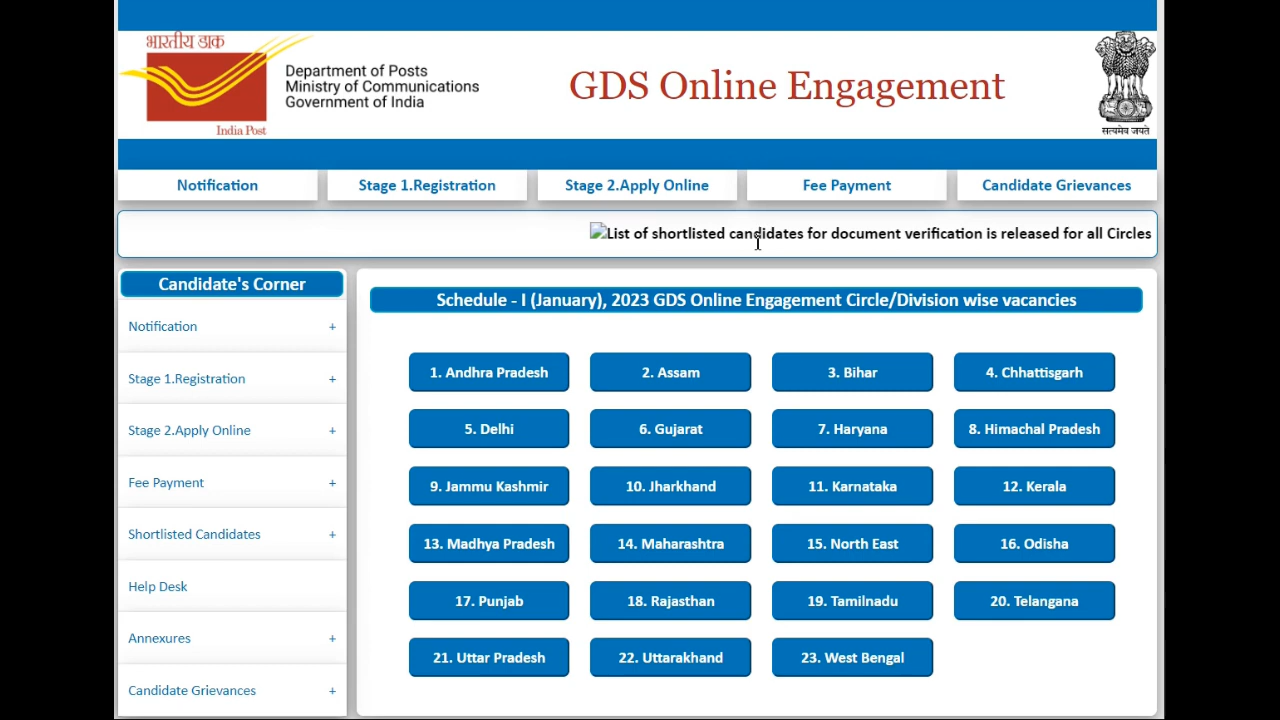 भारतीय डाक
India Post
Department of Posts
Ministry of Communications
Government of India
GDS Online Engagement
सत्यमेव जयते
Notification
Stage 1.Registration
Stage 2.Apply Online
Fee Payment
Candidate Grievances
List of shortlisted candidates for document verification is released for all Circles
Candidate's Corner
Notification +
Stage 1.Registration +
Stage 2.Apply Online +
Fee Payment +
Shortlisted Candidates +
Help Desk
Annexures +
Candidate Grievances +
Schedule - I (January), 2023 GDS Online Engagement Circle/Division wise vacancies
1. Andhra Pradesh
2. Assam
3. Bihar
4. Chhattisgarh
5. Delhi
6. Gujarat
7. Haryana
8. Himachal Pradesh
9. Jammu Kashmir
10. Jharkhand
11. Karnataka
12. Kerala
13. Madhya Pradesh
14. Maharashtra
15. North East
16. Odisha
17. Punjab
18. Rajasthan
19. Tamilnadu
20. Telangana
21. Uttar Pradesh
22. Uttarakhand
23. West Bengal